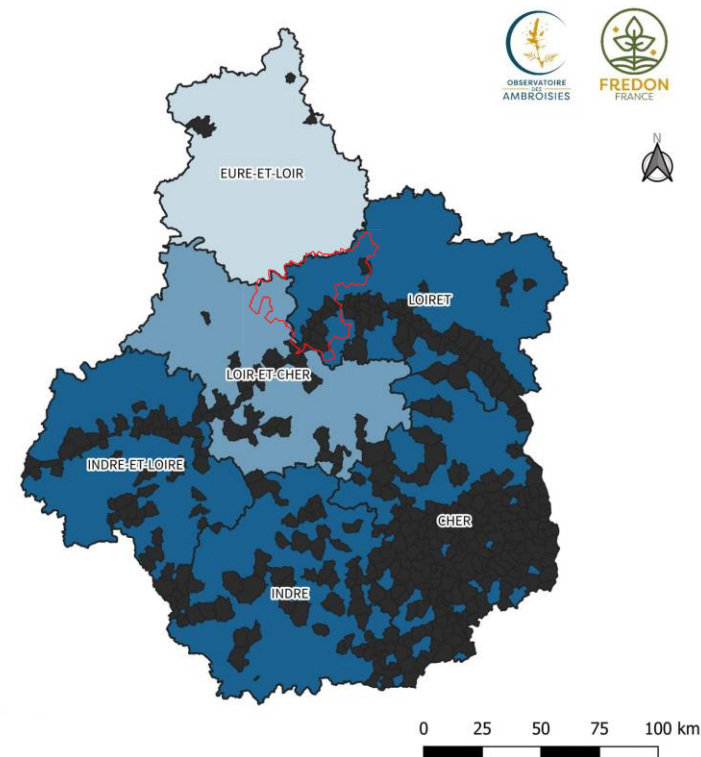 OBSERVATOIRE
DES
AMBROISIES
FREDON
FRANCE
N
EURE-ET-LOIR
LOIRET
LOIR-ET-CHER
INDRE-ET-LOIRE
CHER
INDRE
0 25 50 75 100 km